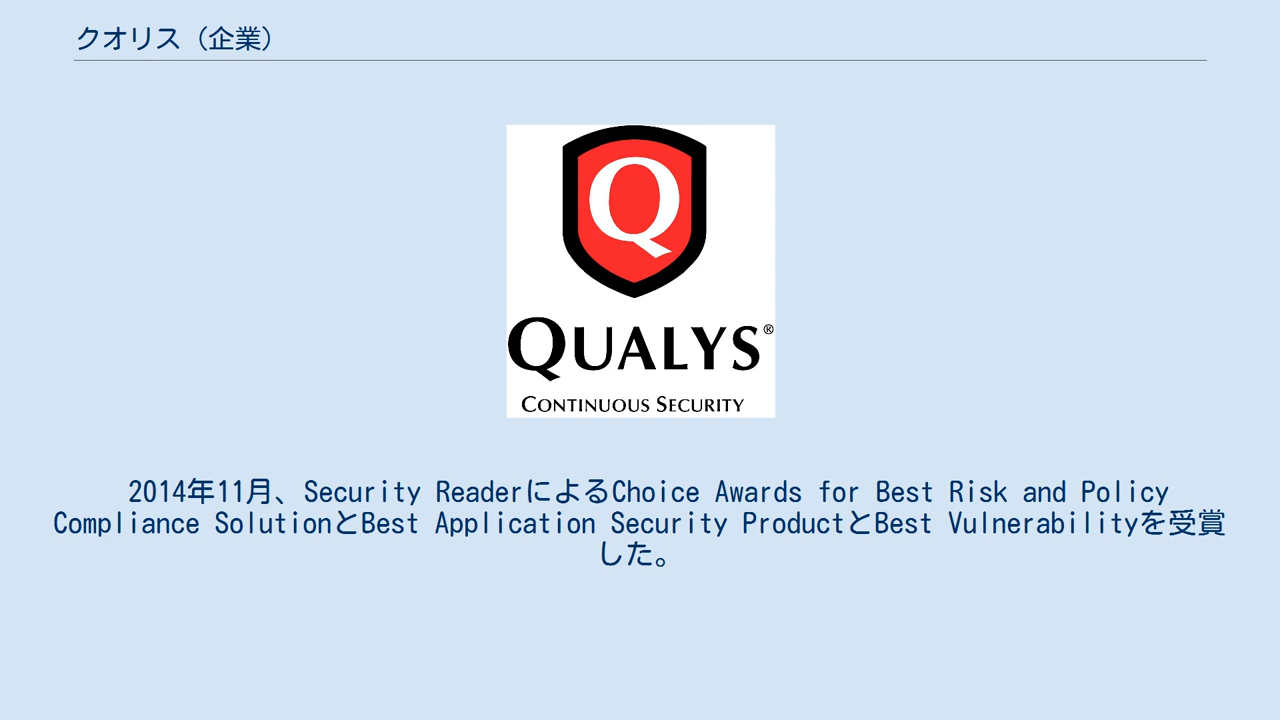 クオリス（企業）
Q
QUALYS®
CONTINUOUS SECURITY
2014年11月、Security ReaderによるChoice Awards for Best Risk and Policy
Compliance SolutionとBest Application Security ProductとBest Vulnerabilityを受賞
した。